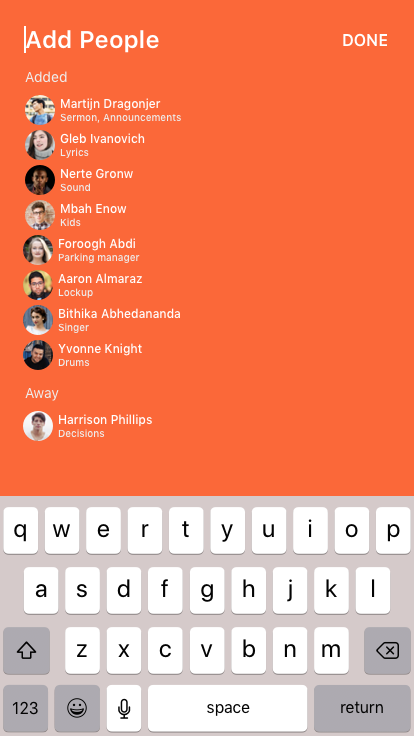 Add People DONE
Added
Martijn Dragonjer
Sermon, Announcements
Gleb Ivanovich
Lyrics
Nerte Gronw
Sound
Mbah Enow
Kids
Foroogh Abdi
Parking manager
Aaron Almaraz
Lockup
Bithika Abhedananda
Singer
Yvonne Knight
Drums
Away
Harrison Phillips
Decisions
q w e r t y u i o p
a s d f g h j k l
z x c v b n m
123 space return